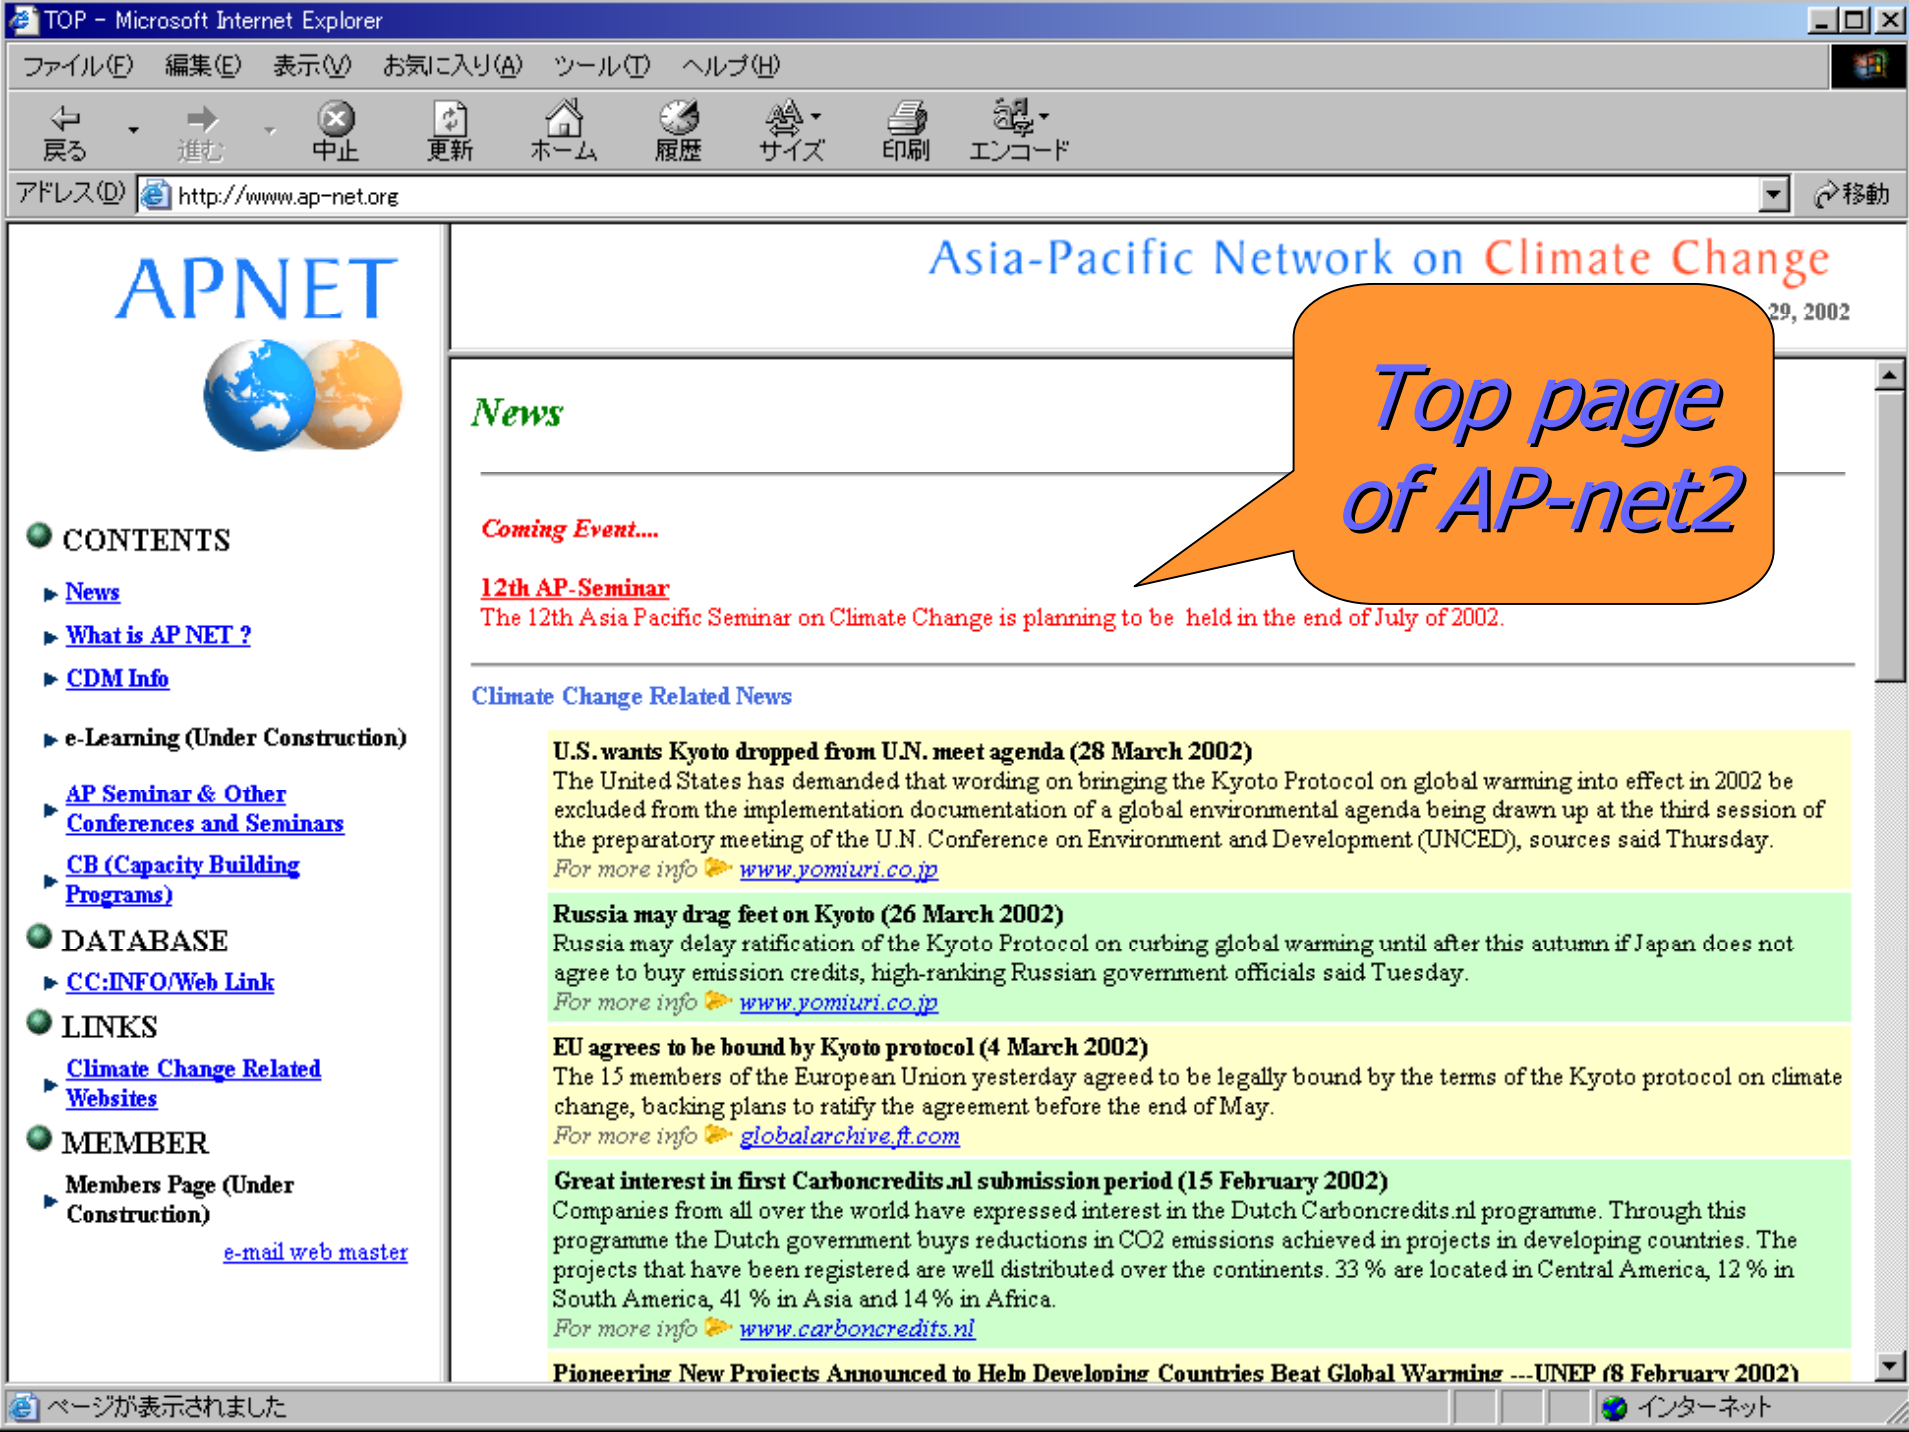 TOP - Microsoft Internet Explorer
ファイル(F) 編集(E) 表示(V) お気に入り(A) ツール(T) ヘルプ(H)
戻る 進む 中止 更新 ホーム 履歴 サイズ 印刷 エンコード
アドレス(D) http://www.ap-net.org 移動
APNET
Asia-Pacific Network on Climate Change
29, 2002
Top page
of AP-net2
CONTENTS
News
What is AP NET ?
CDM Info
e-Learning (Under Construction)
AP Seminar & Other
Conferences and Seminars
CB (Capacity Building
Programs)
DATABASE
CC:INFO/Web Link
LINKS
Climate Change Related
Websites
MEMBER
Members Page (Under
Construction)
e-mail web master
News
Coming Event....
12th AP-Seminar
The 12th Asia Pacific Seminar on Climate Change is planning to be held in the end of July of 2002.
Climate Change Related News
U.S. wants Kyoto dropped from U.N. meet agenda (28 March 2002)
The United States has demanded that wording on bringing the Kyoto Protocol on global warming into effect in 2002 be
excluded from the implementation documentation of a global environmental agenda being drawn up at the third session of
the preparatory meeting of the U.N. Conference on Environment and Development (UNCED), sources said Thursday.
For more info www.yomiuri.co.jp
Russia may drag feet on Kyoto (26 March 2002)
Russia may delay ratification of the Kyoto Protocol on curbing global warming until after this autumn if Japan does not
agree to buy emission credits, high-ranking Russian government officials said Tuesday.
For more info www.yomiuri.co.jp
EU agrees to be bound by Kyoto protocol (4 March 2002)
The 15 members of the European Union yesterday agreed to be legally bound by the terms of the Kyoto protocol on climate
change, backing plans to ratify the agreement before the end of May.
For more info globalarchive.ft.com
Great interest in first Carboncredits.nl submission period (15 February 2002)
Companies from all over the world have expressed interest in the Dutch Carboncredits.nl programme. Through this
programme the Dutch government buys reductions in CO2 emissions achieved in projects in developing countries. The
projects that have been registered are well distributed over the continents. 33 % are located in Central America, 12 % in
South America, 41 % in Asia and 14 % in Africa.
For more info www.carboncredits.nl
Pioneering New Projects Announced to Help Developing Countries Beat Global Warming ---UNEP (8 February 2002)
ページが表示されました インターネット